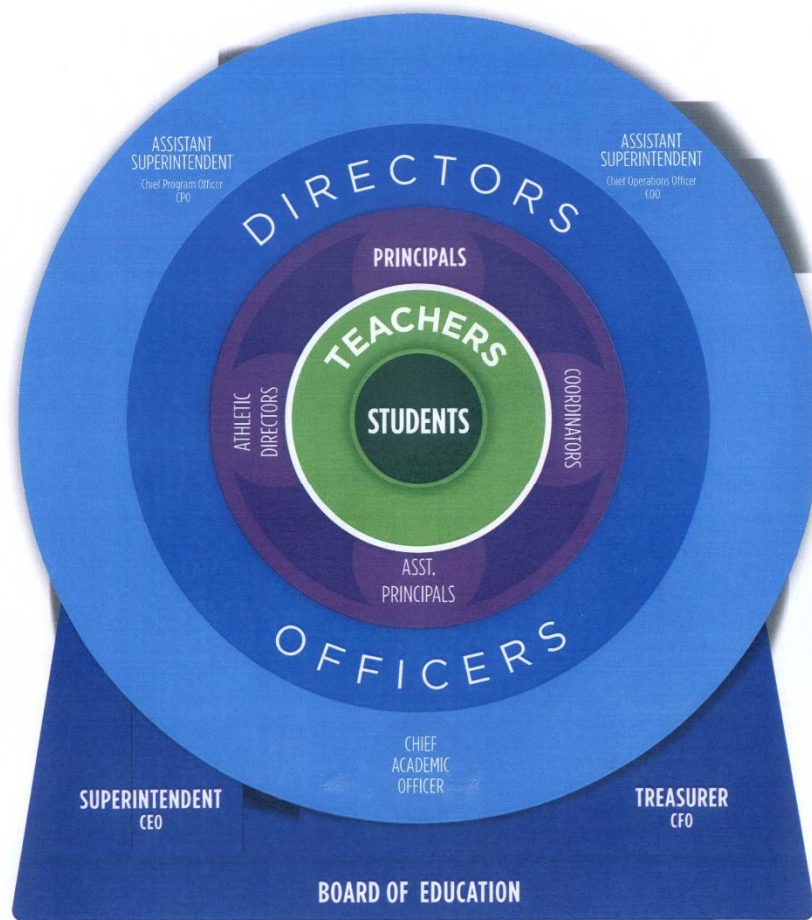 ASSISTANT
SUPERINTENDENT
Chief Program Officer
CPO
ASSISTANT
SUPERINTENDENT
Chief Operations Officer
COO
DIRECTORS
PRINCIPALS
TEACHERS
ATHLETIC
DIRECTORS
STUDENTS
COORDINATORS
ASST.
PRINCIPALS
OFFICERS
CHIEF
ACADEMIC
OFFICER
SUPERINTENDENT
CEO
TREASURER
CFO
BOARD OF EDUCATION